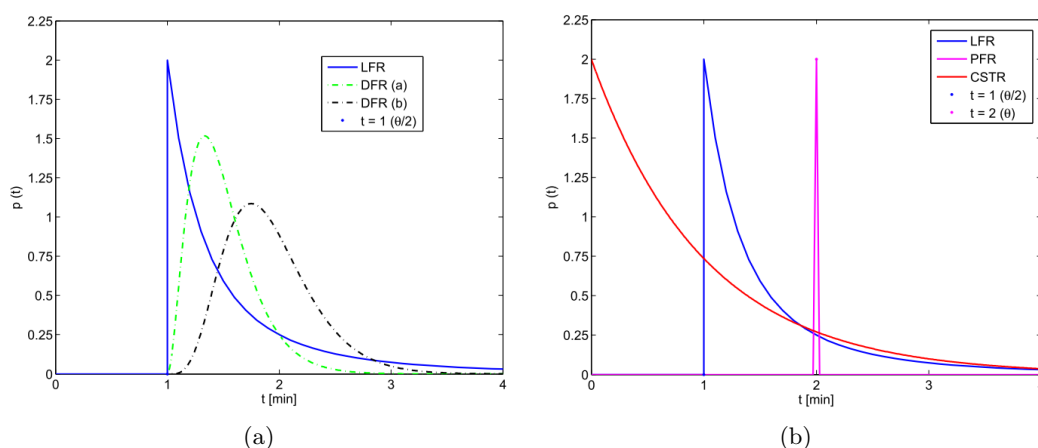 2.25
2
1.75
1.5
1.25
1
0.75
0.5
0.25
0
p (t)
0 1 2 3 4
t [min]
LFR
DFR (a)
DFR (b)
t = 1 (θ/2)
(a)
2.25
2
1.75
1.5
1.25
1
0.75
0.5
0.25
0
p (t)
0 1 2 3
t [min]
LFR
PFR
CSTR
t = 1 (θ/2)
t = 2 (θ)
(b)